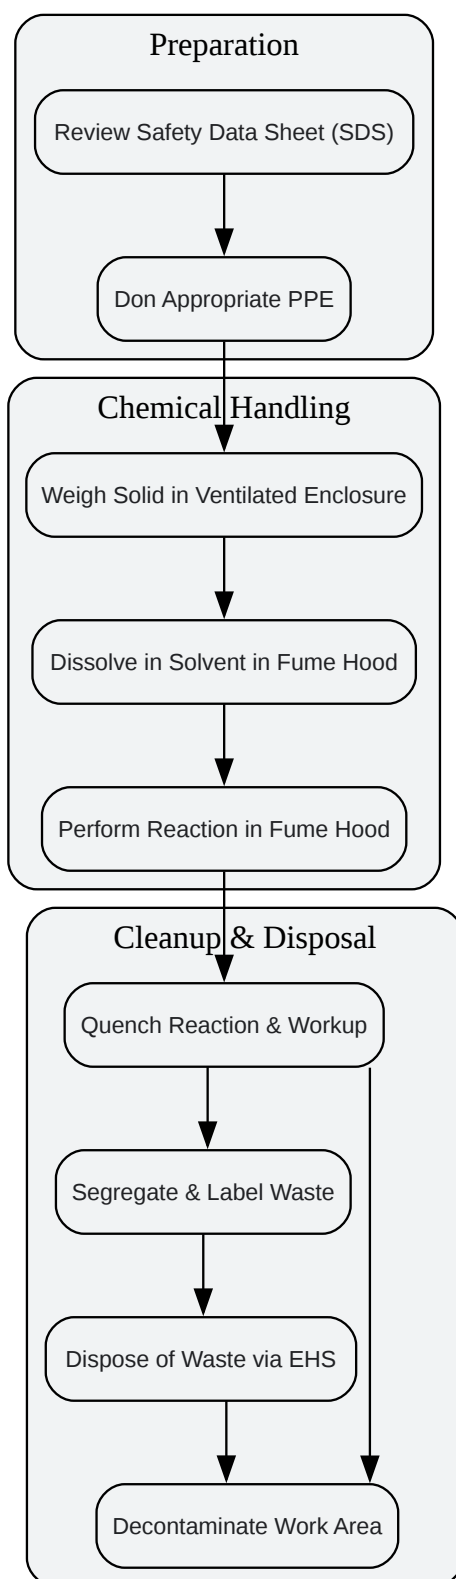 Preparation
Review Safety Data Sheet (SDS)
Don Appropriate PPE
Chemical Handling
Weigh Solid in Ventilated Enclosure
Dissolve in Solvent in Fume Hood
Perform Reaction in Fume Hood
Cleanup & Disposal
Quench Reaction & Workup
Segregate & Label Waste
Dispose of Waste via EHS
Decontaminate Work Area